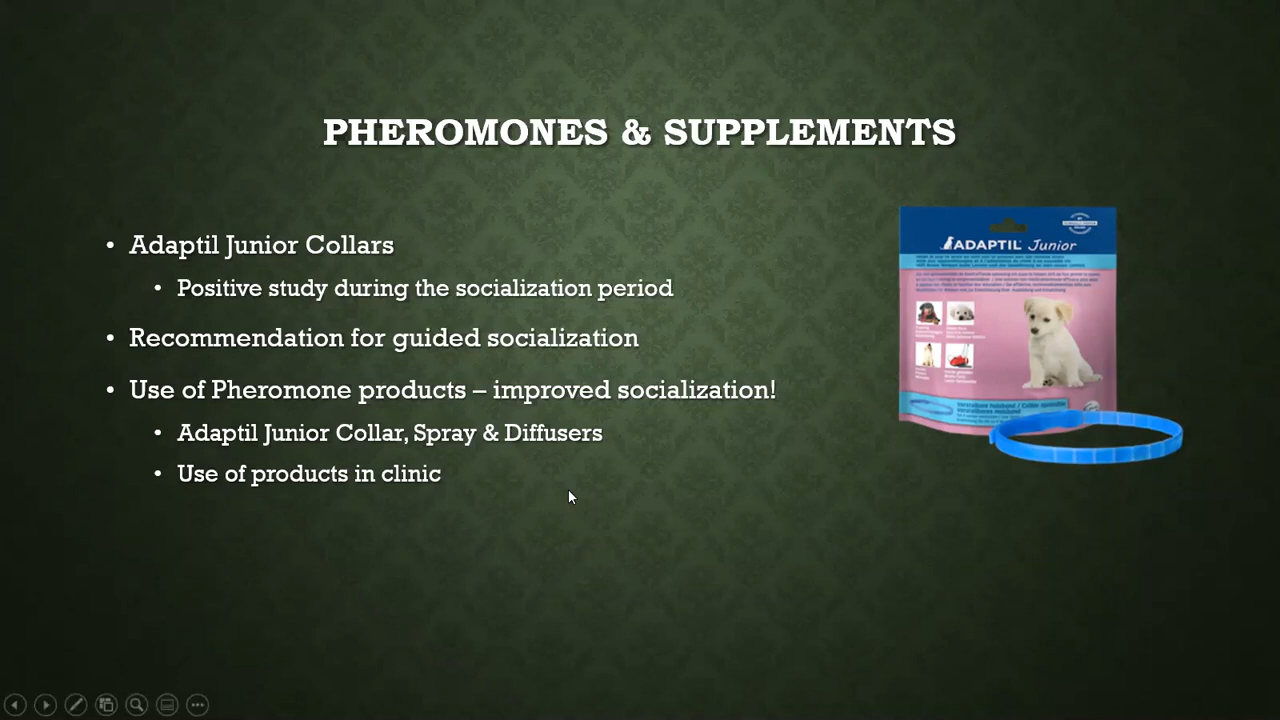 PHEROMONES & SUPPLEMENTS
• Adaptil Junior Collars
• Positive study during the socialization period
• Recommendation for guided socialization
• Use of Pheromone products – improved socialization!
• Adaptil Junior Collar, Spray & Diffusers
• Use of products in clinic
ADAPTIL Junior